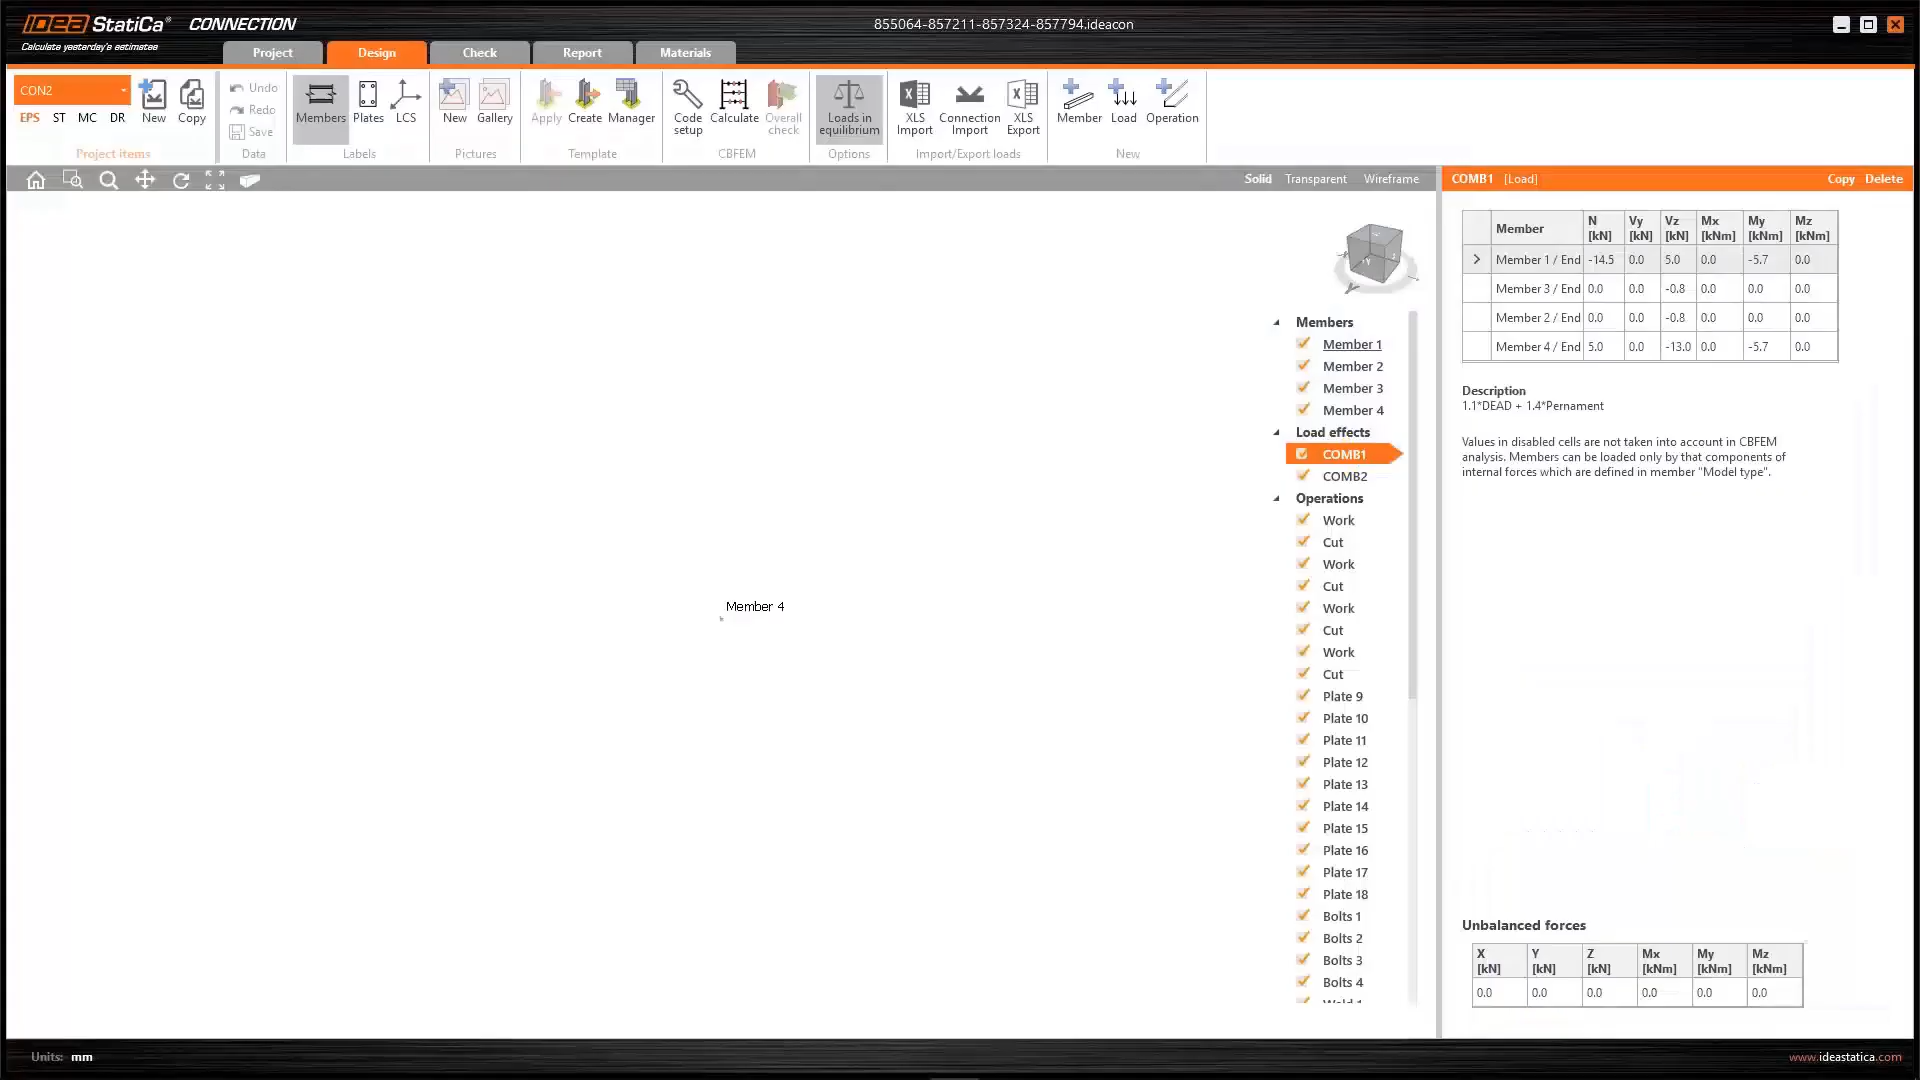 IDEA StatiCa® CONNECTION
Calculate yesterday's estimates
855064-857211-857324-857794.ideacon
Project Design Check Report Materials
CON2
EPS ST MC DR
New Copy
Project items
Undo
Redo
Save
Data
Members Plates LCS
Labels
New Gallery
Pictures
Apply Create Manager
Template
Code setup Calculate Overall check
CBFEM
Loads in equilibrium
Options
XLS Import Connection Import XLS Export
Import/Export loads
Member Load Operation
New
Solid Transparent Wireframe
COMB1 [Load] Copy Delete
Member N [kN] Vy [kN] Vz [kN] Mx [kNm] My [kNm] Mz [kNm]
Member 1 / End -14.5 0.0 5.0 0.0 -5.7 0.0
Member 3 / End 0.0 0.0 -0.8 0.0 0.0 0.0
Member 2 / End 0.0 0.0 -0.8 0.0 0.0 0.0
Member 4 / End 5.0 0.0 -13.0 0.0 -5.7 0.0
Description
1.1*DEAD + 1.4*Pernament
Values in disabled cells are not taken into account in CBFEM
analysis. Members can be loaded only by that components of
internal forces which are defined in member "Model type".
Members
Member 1
Member 2
Member 3
Member 4
Load effects
COMB1
COMB2
Operations
Work
Cut
Work
Cut
Work
Cut
Work
Cut
Plate 9
Plate 10
Plate 11
Plate 12
Plate 13
Plate 14
Plate 15
Plate 16
Plate 17
Plate 18
Bolts 1
Bolts 2
Bolts 3
Bolts 4
Member 4
Unbalanced forces
X [kN] Y [kN] Z [kN] Mx [kNm] My [kNm] Mz [kNm]
0.0 0.0 0.0 0.0 0.0 0.0
Units: mm
www.ideastatica.com